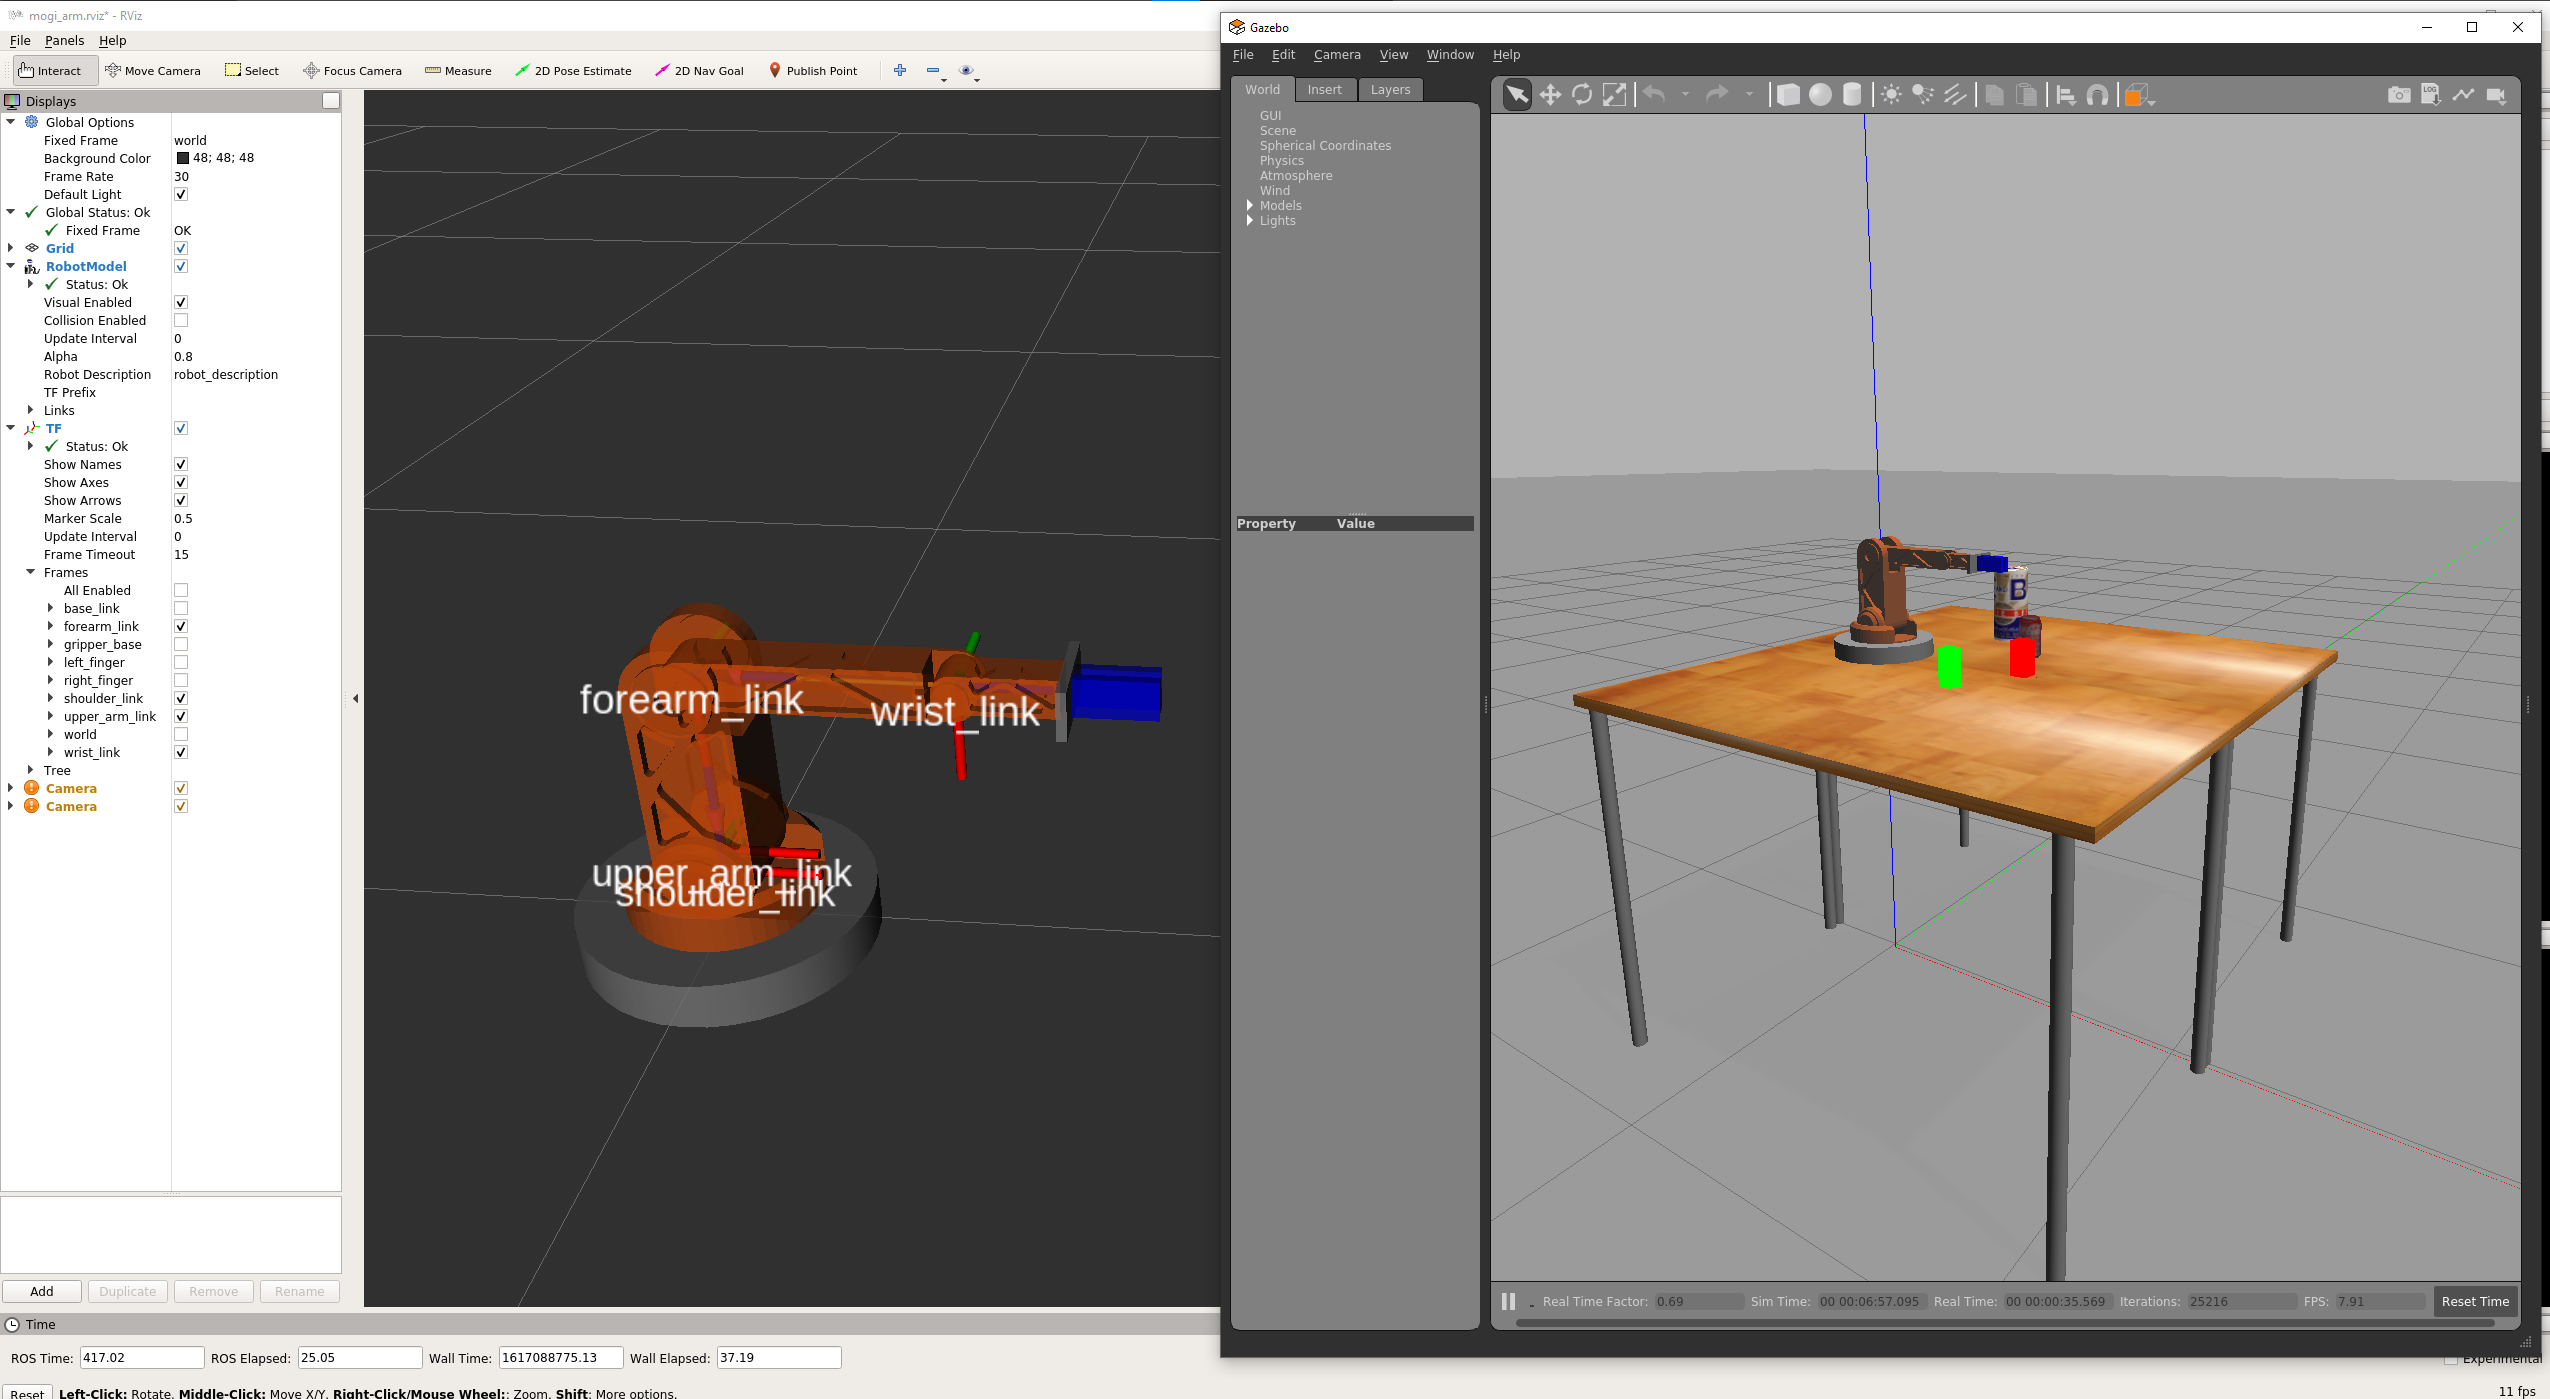 mogi_arm.rviz* - RViz
File Panels Help
Interact Move Camera Select Focus Camera Measure 2D Pose Estimate 2D Nav Goal Publish Point
Displays
Global Options
Fixed Frame world
Background Color 48; 48; 48
Frame Rate 30
Default Light
Global Status: Ok
Fixed Frame OK
Grid
RobotModel
Status: Ok
Visual Enabled
Collision Enabled
Update Interval 0
Alpha 0.8
Robot Description robot_description
TF Prefix
Links
TF
Status: Ok
Show Names
Show Axes
Show Arrows
Marker Scale 0.5
Update Interval 0
Frame Timeout 15
Frames
All Enabled
base_link
forearm_link
gripper_base
left_finger
right_finger
shoulder_link
upper_arm_link
world
wrist_link
Tree
Camera
Camera
Add Duplicate Remove Rename
forearm_link
wrist_link
upper_arm_link
shoulder_link
Time
ROS Time: 417.02 ROS Elapsed: 25.05 Wall Time: 1617088775.13 Wall Elapsed: 37.19
Experimental
Reset Left-Click: Rotate. Middle-Click: Move X/Y. Right-Click/Mouse Wheel:: Zoom. Shift: More options.
11 fps
Gazebo
File Edit Camera View Window Help
World Insert Layers
LOG
GUI
Scene
Spherical Coordinates
Physics
Atmosphere
Wind
Models
Lights
Property Value
B
Real Time Factor: 0.69 Sim Time: 00 00:06:57.095 Real Time: 00 00:00:35.569 Iterations: 25216 FPS: 7.91 Reset Time